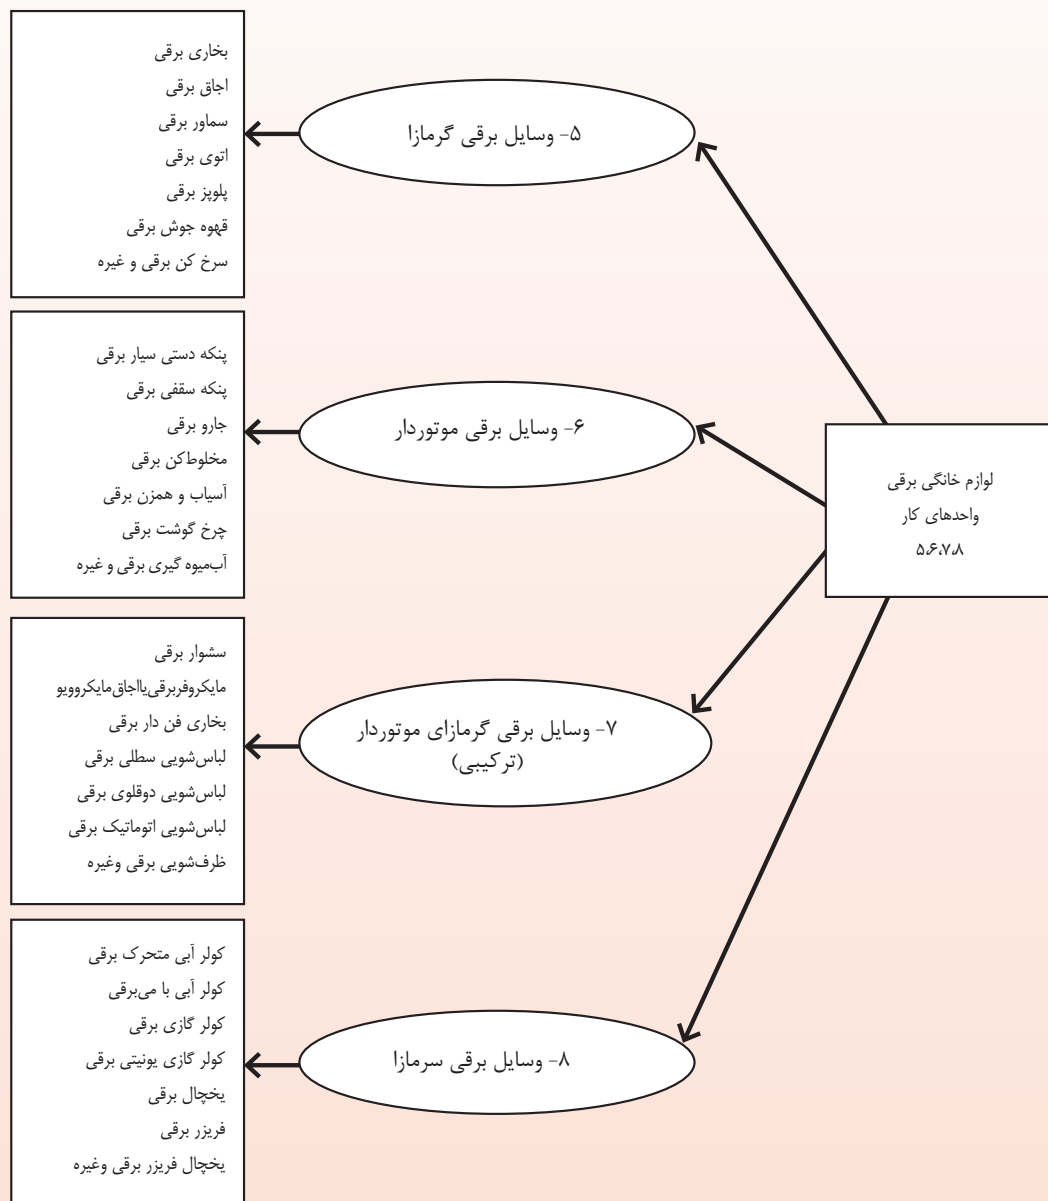 لوازم خانگی برقی
واحدهای کار
۵،۶،۷،۸
۵- وسایل برقی گرمازا
بخاری برقی
اجاق برقی
سماور برقی
اتوی برقی
پلوپز برقی
قهوه جوش برقی
سرخ کن برقی و غیره
۶- وسایل برقی موتوردار
پنکه دستی سیار برقی
پنکه سقفی برقی
جارو برقی
مخلوط‌کن برقی
آسیاب و همزن برقی
چرخ گوشت برقی
آب‌میوه گیری برقی و غیره
۷- وسایل برقی گرمازای موتوردار
(ترکیبی)
سشوار برقی
مایکروفربرقی‌یااجاق‌مایکروویو
بخاری فن دار برقی
لباس‌شویی سطلی برقی
لباس‌شویی دوقلوی برقی
لباس‌شویی اتوماتیک برقی
ظرف‌شویی برقی وغیره
۸- وسایل برقی سرمازا
کولر آبی متحرک برقی
کولر آبی با می‌برقی
کولر گازی برقی
کولر گازی یونیتی برقی
یخچال برقی
فریزر برقی
یخچال فریزر برقی وغیره